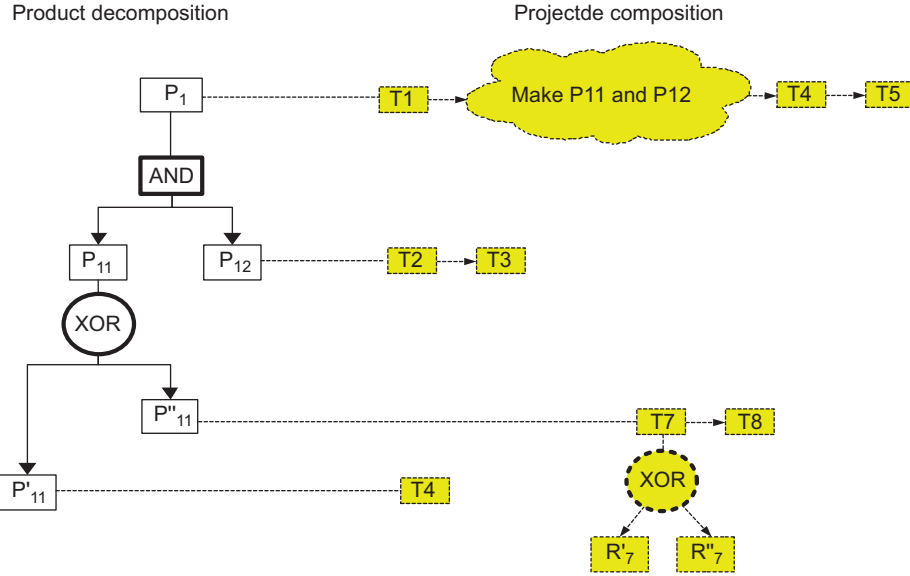 Product decomposition
Projectde composition
P1
T1
Make P11 and P12
T4
T5
AND
P11
P12
T2
T3
XOR
P"11
T7
T8
P'11
T4
XOR
R'7
R"7